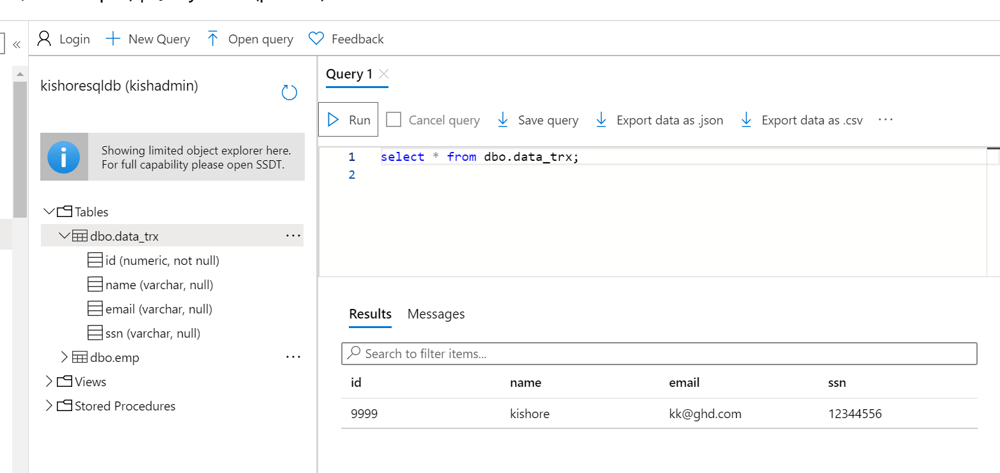 Login New Query Open query Feedback
kishoresqldb (kishadmin)
Showing limited object explorer here.
For full capability please open SSDT.
Tables
dbo.data_trx
id (numeric, not null)
name (varchar, null)
email (varchar, null)
ssn (varchar, null)
dbo.emp
Views
Stored Procedures
Query 1
Run Cancel query Save query Export data as .json Export data as .csv
1 select * from dbo.data_trx;
2
Results Messages
Search to filter items...
id name email ssn
9999 kishore kk@ghd.com 12344556